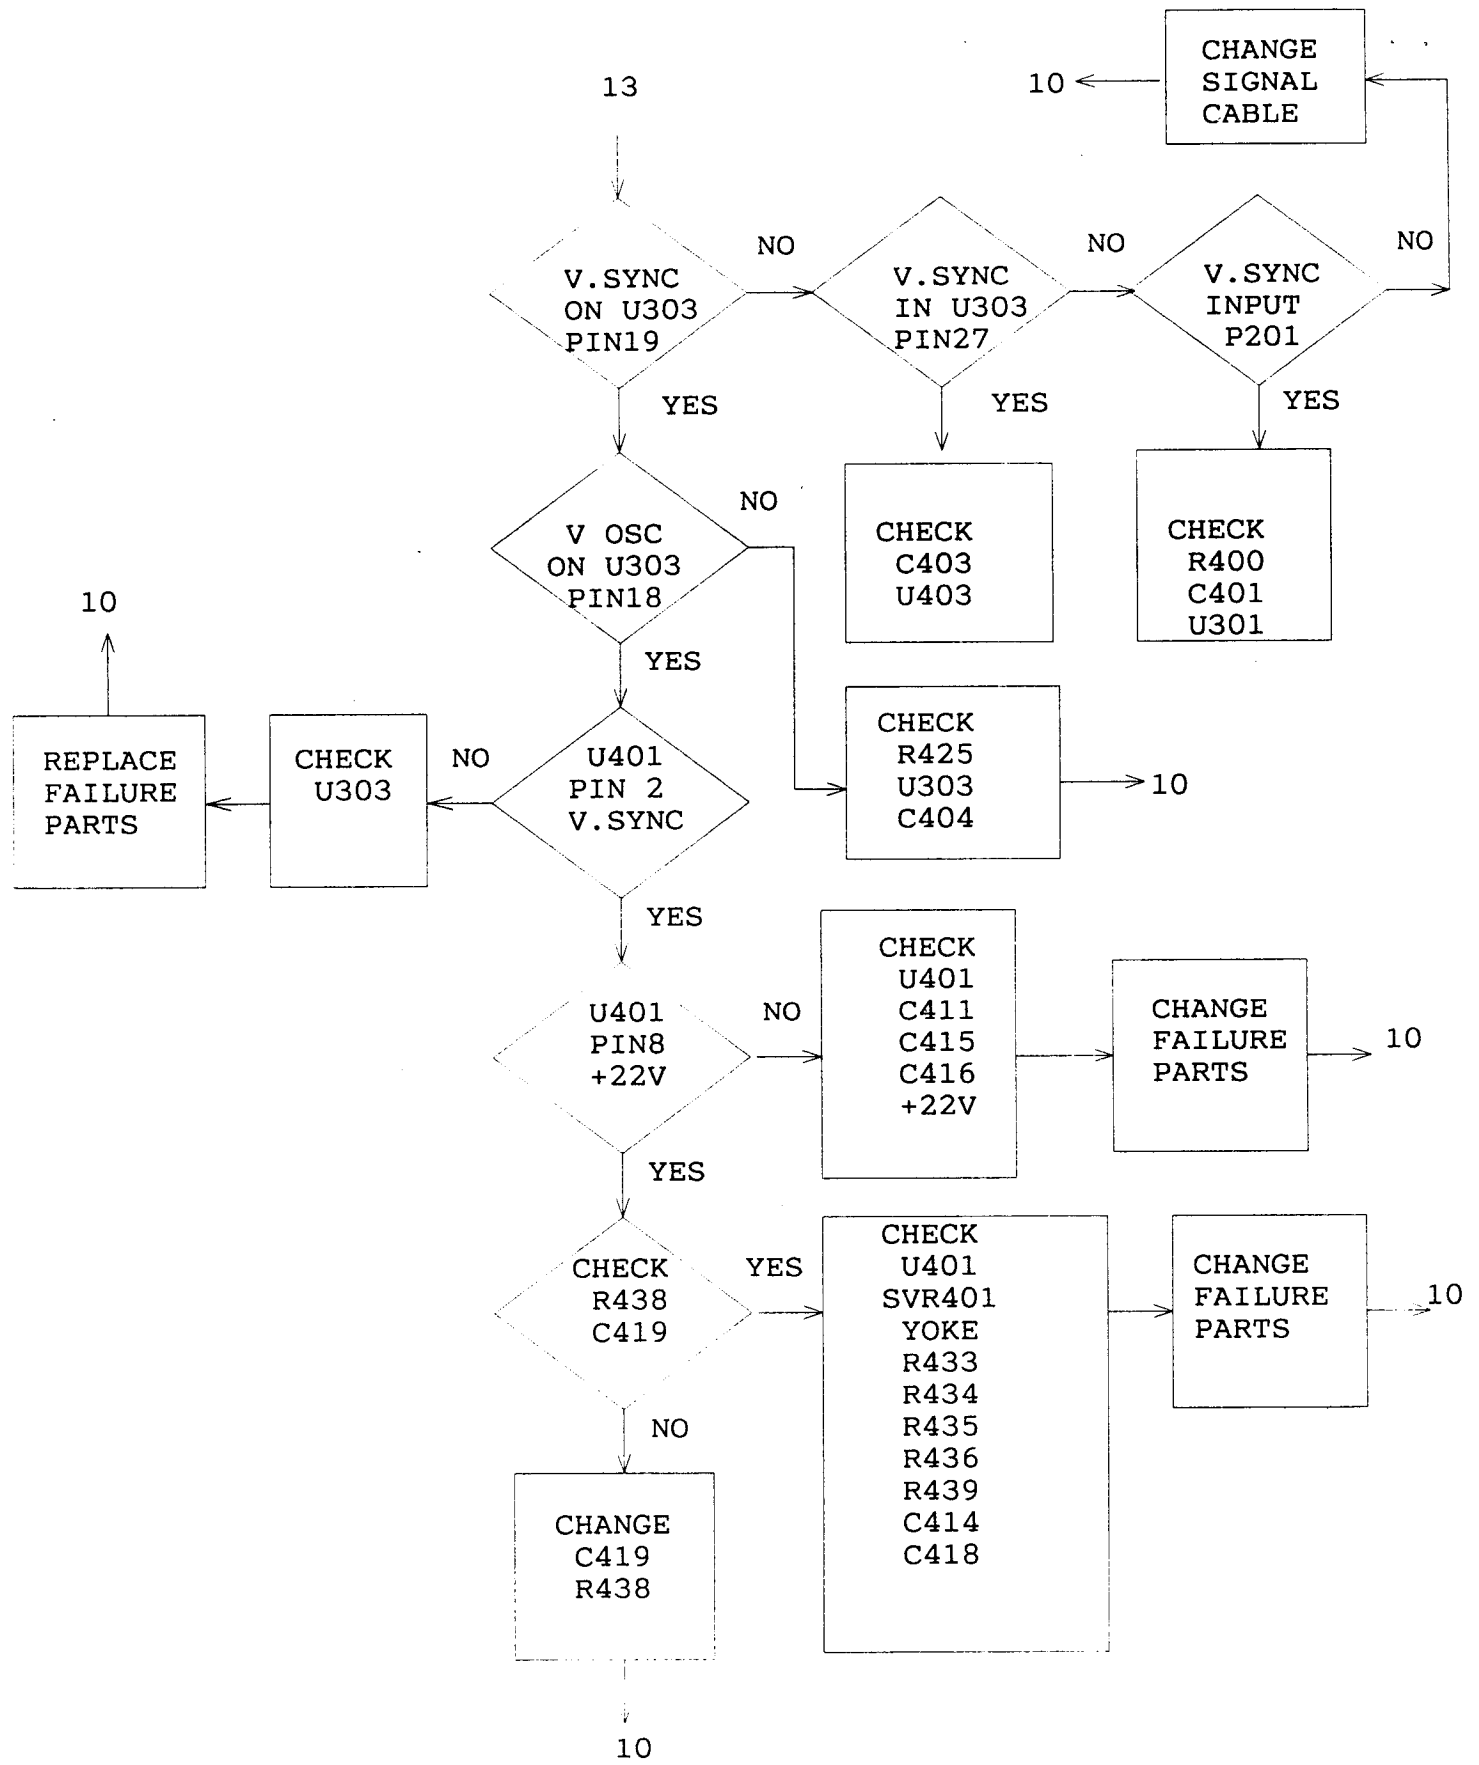 CHANGE
SIGNAL
CABLE
10
13
NO
NO
NO
V.SYNC
ON U303
PIN19
V.SYNC
IN U303
PIN27
V.SYNC
INPUT
P201
YES
YES
YES
NO
V OSC
ON U303
PIN18
CHECK
C403
U403
CHECK
R400
C401
U301
10
YES
REPLACE
FAILURE
PARTS
CHECK
U303
NO
U401
PIN 2
V.SYNC
CHECK
R425
U303
C404
10
YES
U401
PIN8
+22V
NO
CHECK
U401
C411
C415
C416
+22V
CHANGE
FAILURE
PARTS
10
YES
CHECK
R438
C419
YES
CHECK
U401
SVR401
YOKE
R433
R434
R435
R436
R439
C414
C418
CHANGE
FAILURE
PARTS
10
NO
CHANGE
C419
R438
10